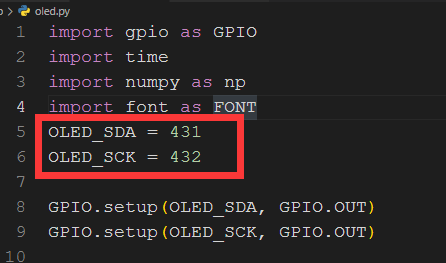 oled.py
1 import gpio as GPIO
2 import time
3 import numpy as np
4 import font as FONT
5 OLED_SDA = 431
6 OLED_SCK = 432
7
8 GPIO.setup(OLED_SDA, GPIO.OUT)
9 GPIO.setup(OLED_SCK, GPIO.OUT)
10